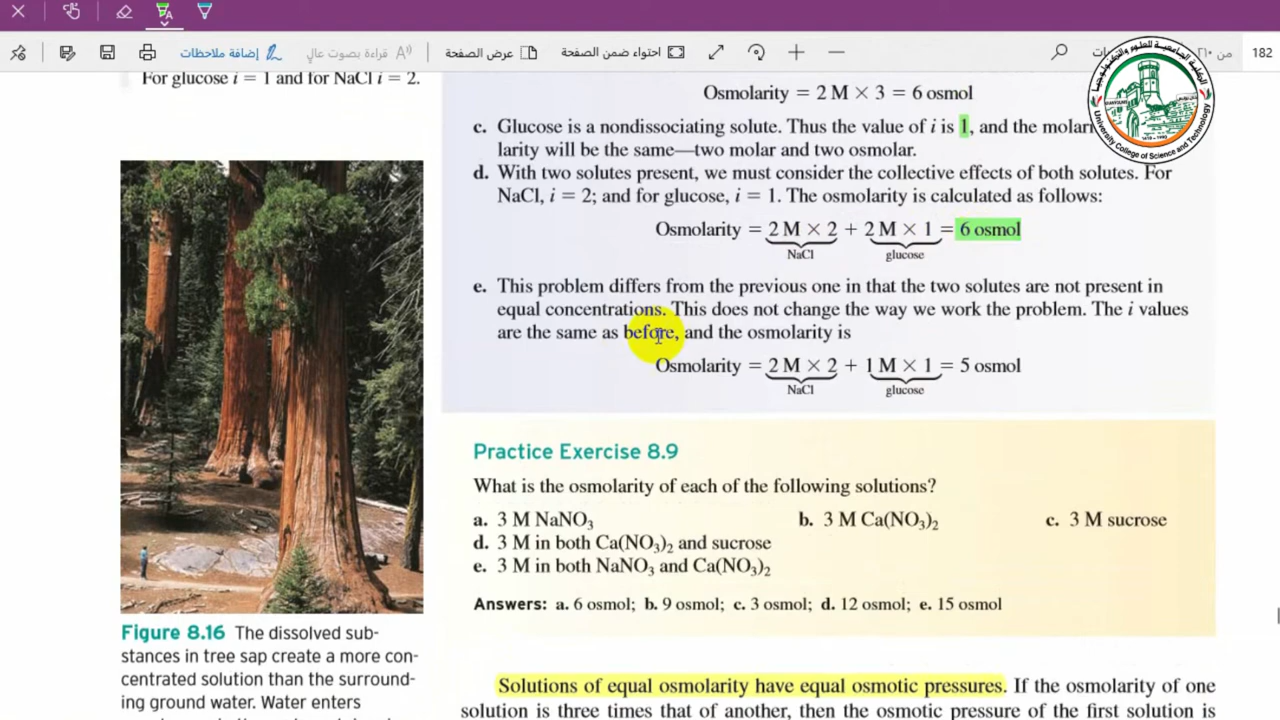 إضافة ملاحظات
قراءة بصوت عالٍ
عرض الصفحة
احتواء ضمن الصفحة
182
من
For glucose i = 1 and for NaCl i = 2.
Osmolarity = 2 M × 3 = 6 osmol
c. Glucose is a nondissociating solute. Thus the value of i is 1, and the
larity will be the same—two molar and two osmolar.
d. With two solutes present, we must consider the collective effects of both solutes. For
NaCl, i = 2; and for glucose, i = 1. The osmolarity is calculated as follows:
Osmolarity = 2 M × 2 + 2 M × 1 = 6 osmol
NaCl glucose
e. This problem differs from the previous one in that the two solutes are not present in
equal concentrations. This does not change the way we work the problem. The i values
are the same as before, and the osmolarity is
Osmolarity = 2 M × 2 + 1 M × 1 = 5 osmol
NaCl glucose
Practice Exercise 8.9
What is the osmolarity of each of the following solutions?
a. 3 M NaNO₃ b. 3 M Ca(NO₃)₂ c. 3 M sucrose
d. 3 M in both Ca(NO₃)₂ and sucrose
e. 3 M in both NaNO₃ and Ca(NO₃)₂
Answers: a. 6 osmol; b. 9 osmol; c. 3 osmol; d. 12 osmol; e. 15 osmol
Figure 8.16 The dissolved sub-
stances in tree sap create a more con-
centrated solution than the surround-
ing ground water. Water enters
Solutions of equal osmolarity have equal osmotic pressures. If the osmolarity of one
solution is three times that of another, then the osmotic pressure of the first solution is
الكلية الجامعية للعلوم والتكنولوجيا
University College of Science and Technology